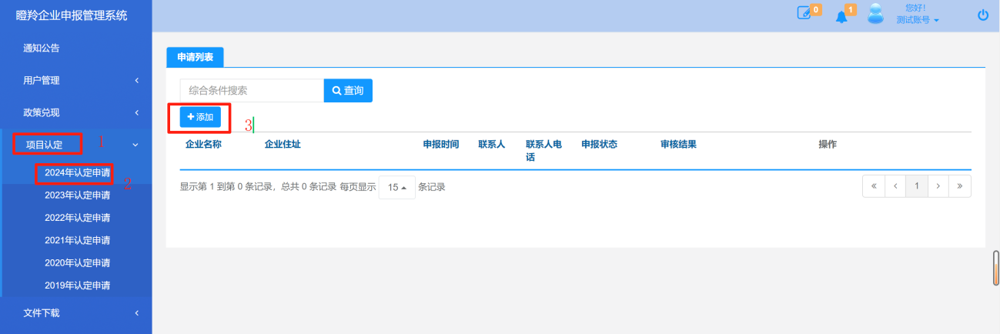 瞪羚企业申报管理系统
0
1
您好!
测试账号
通知公告
用户管理
政策兑现
项目认定
1
2024年认定申请
2
2023年认定申请
2022年认定申请
2021年认定申请
2020年认定申请
2019年认定申请
文件下载
申请列表
综合条件搜索
查询
+添加
3
企业名称 企业住址 申报时间 联系人 联系人电话 申报状态 审核结果 操作
显示第 1 到第 0 条记录，总共 0 条记录 每页显示 15 条记录
« ‹ 1 › »